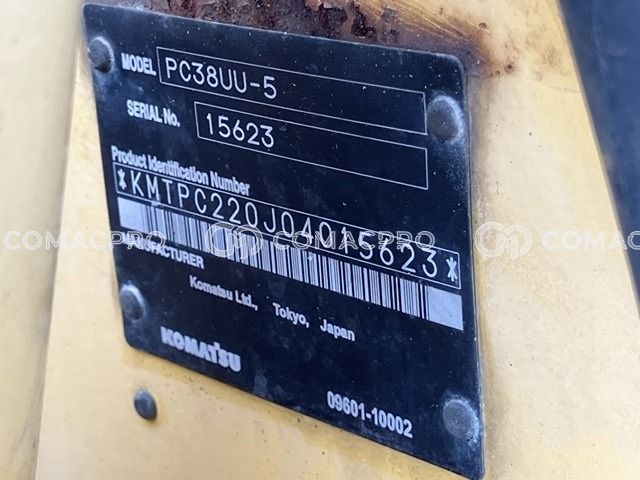 MODEL PC38UU-5
SERIAL No. 15623
Product Identification Number
*KMTPC220J04015623*
COMACPRO COMACPRO COMACPRO
MANUFACTURER
Komatsu Ltd., Tokyo, Japan
KOMATSU
09601-10002